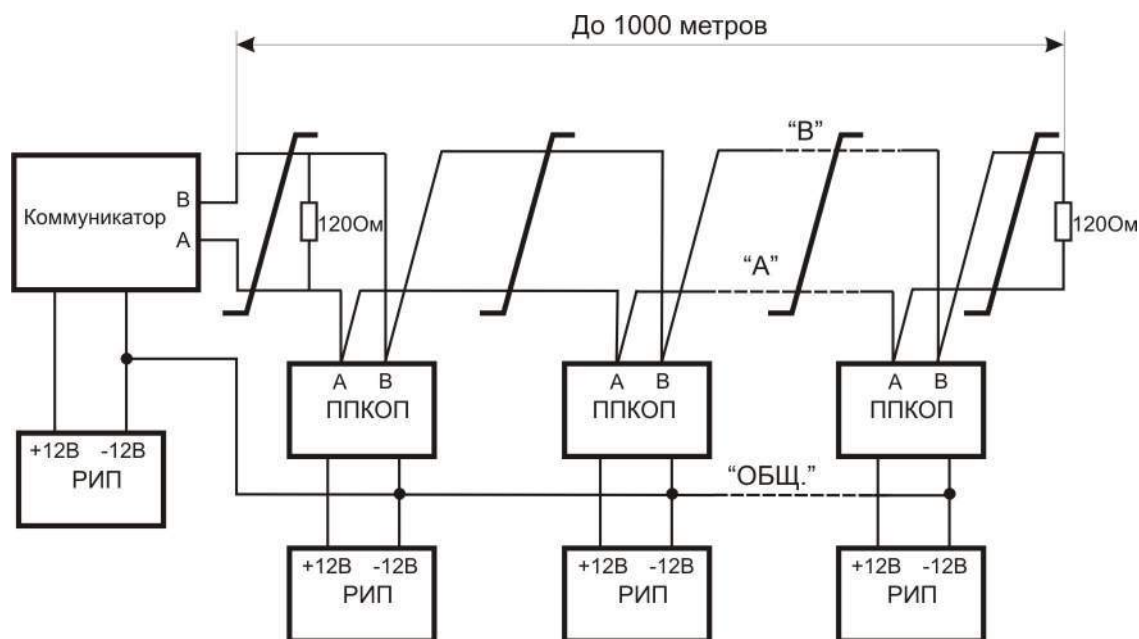 До 1000 метров
“В”
В
Коммуникатор
А
120Ом
120Ом
“А”
А В
ППКОП
А В
ППКОП
А В
ППКОП
+12В -12В
РИП
“ОБЩ.”
+12В -12В
РИП
+12В -12В
РИП
+12В -12В
РИП